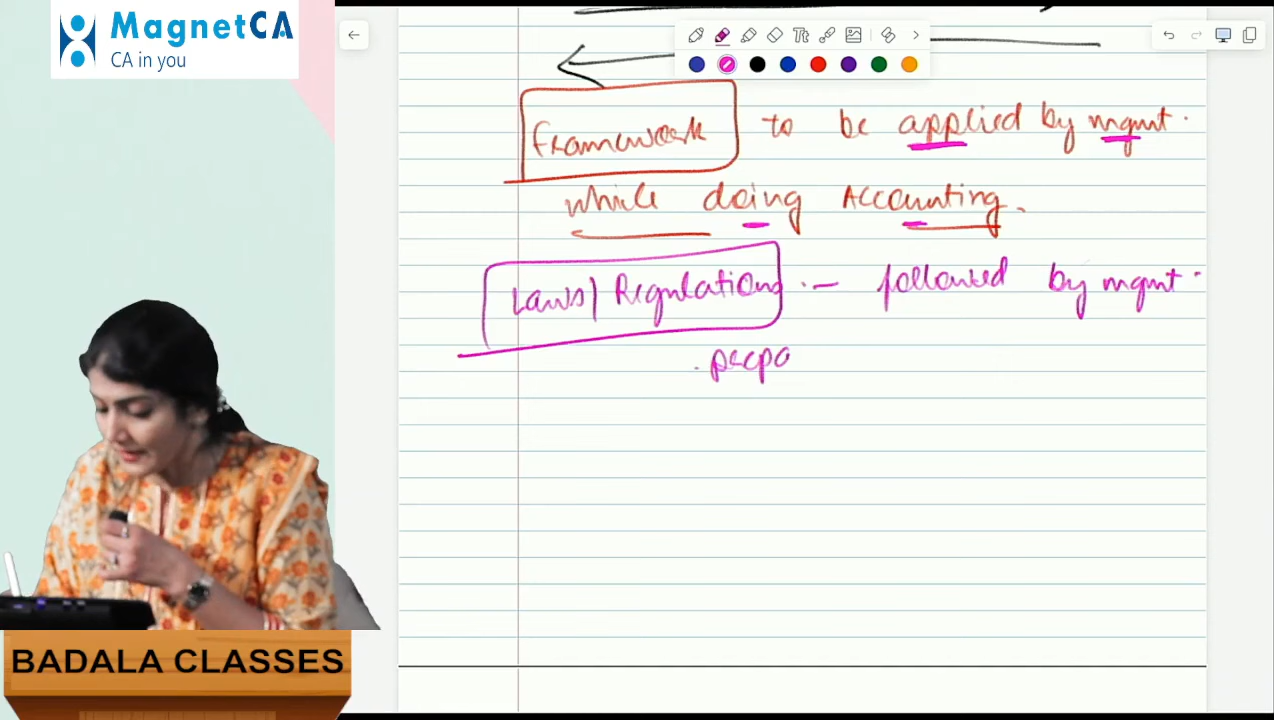 MagnetCA
CA in you
Framework to be applied by mgmt.
while doing Accounting.
Laws/Regulations :- followed by mgmt.
prepa
BADALA CLASSES